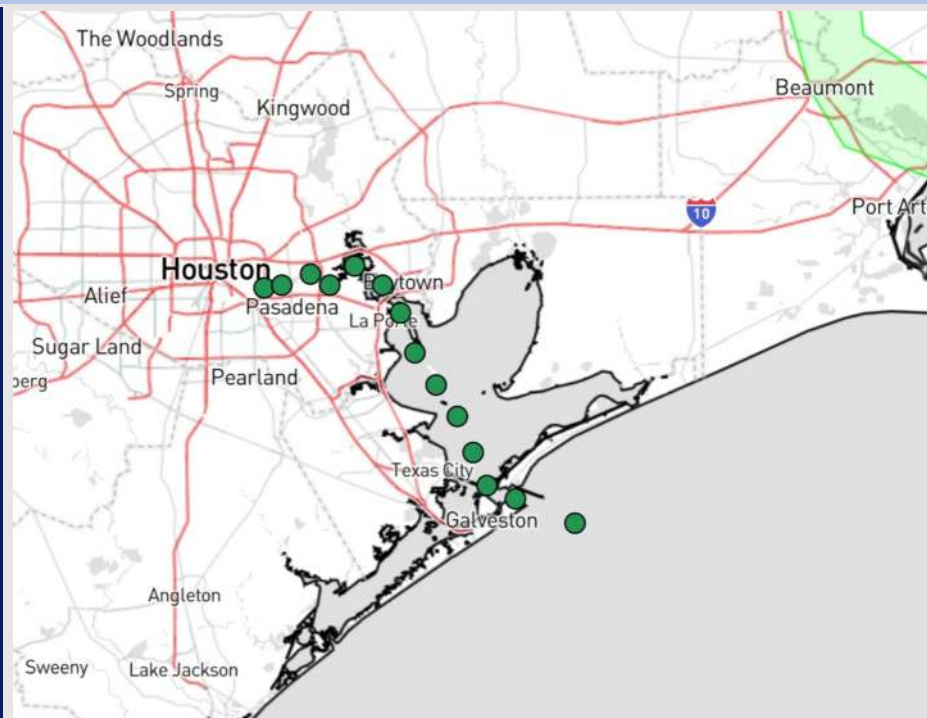 The Woodlands
Spring
Kingwood
Beaumont
10
Port Art
Houston
Baytown
Alief
Pasadena
La Porte
Sugar Land
Pearland
berg
Texas City
Galveston
Angleton
Sweeny
Lake Jackson